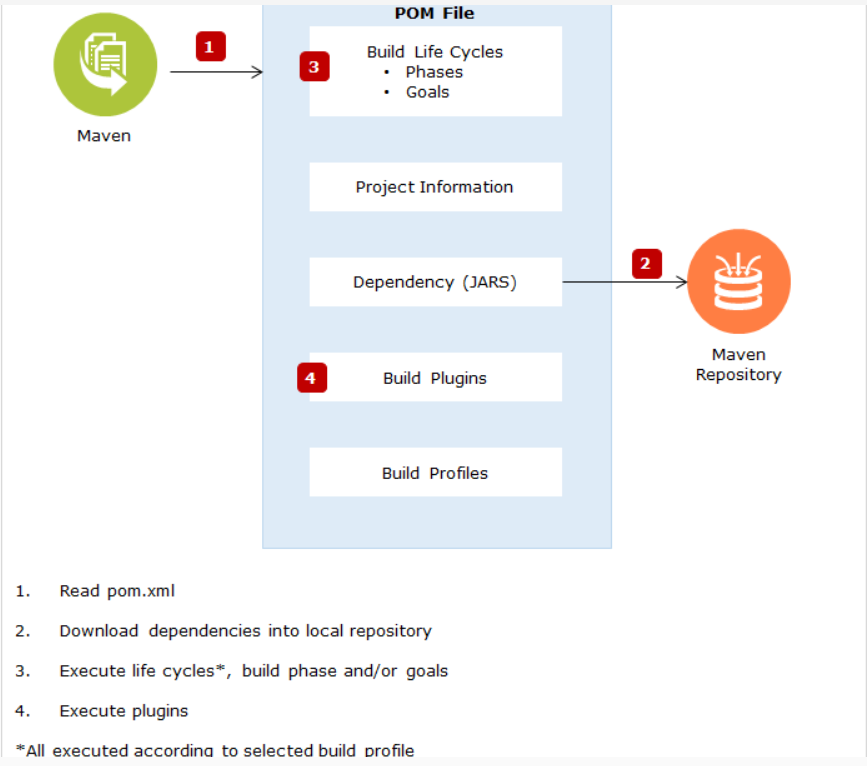 POM File
1
3
Build Life Cycles
• Phases
• Goals
Maven
Project Information
2
Dependency (JARS)
Maven
Repository
4
Build Plugins
Build Profiles
1. Read pom.xml
2. Download dependencies into local repository
3. Execute life cycles*, build phase and/or goals
4. Execute plugins
*All executed according to selected build profile